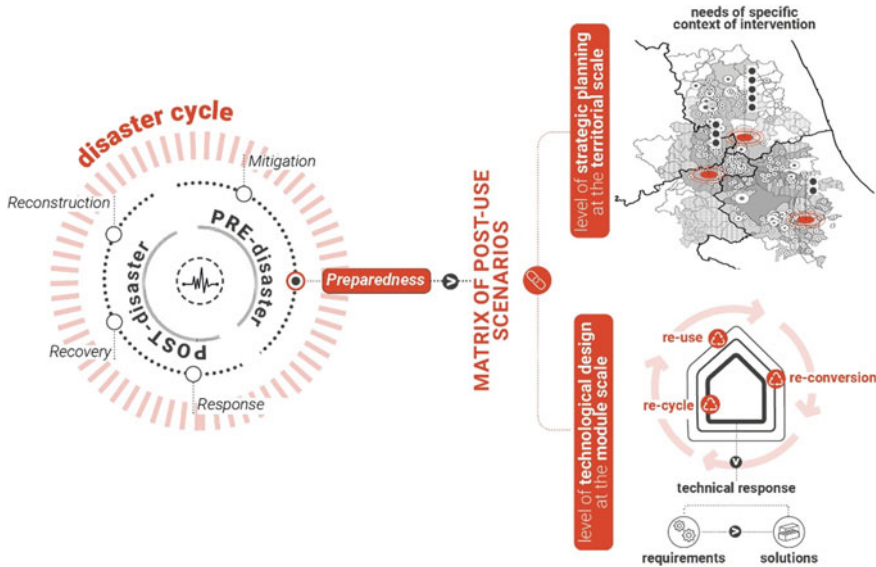 disaster cycle
Mitigation
Reconstruction
PRE-disaster
POST-disaster
Recovery
Response
Preparedness
MATRIX OF POST-USE
SCENARIOS
level of strategic planning
at the territorial scale
needs of specific
context of intervention
level of technological design
at the module scale
re-use
re-conversion
re-cycle
technical response
requirements
solutions